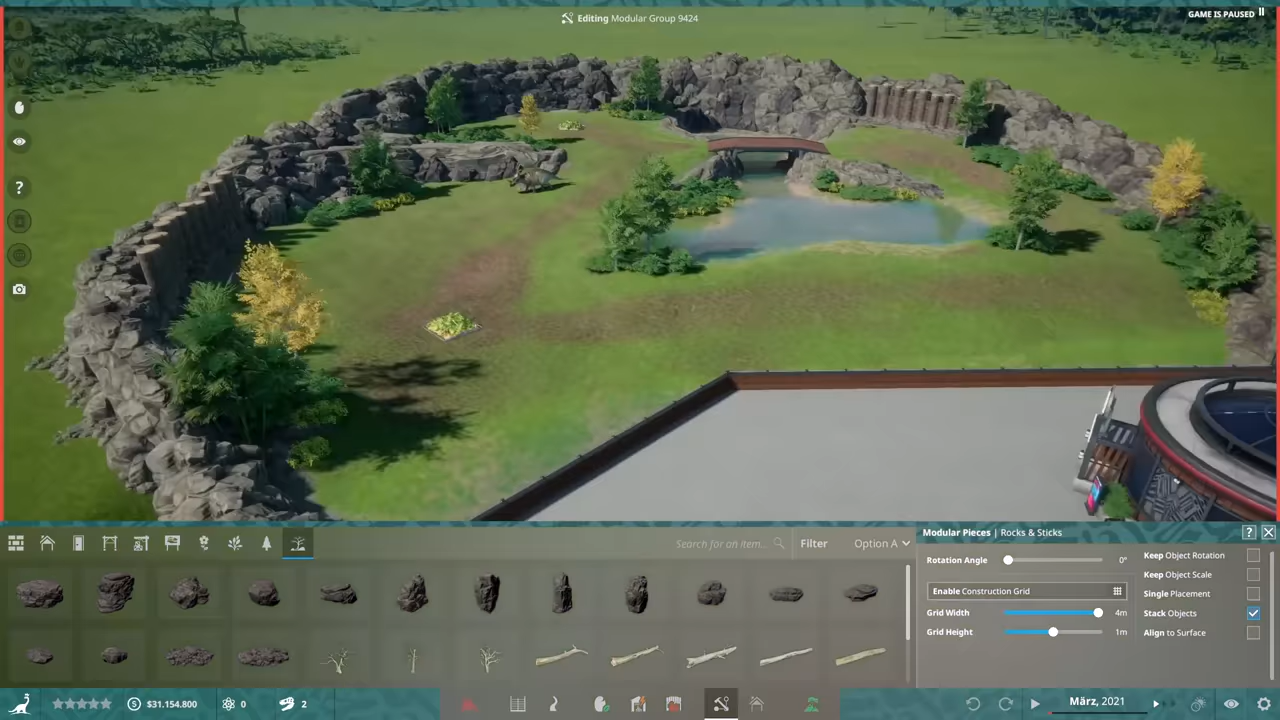 Editing Modular Group 9424
GAME IS PAUSED
?
Search for an item...
Filter
Option A
Modular Pieces | Rocks & Sticks
?
Rotation Angle
0°
Enable Construction Grid
Grid Width
4m
Grid Height
1m
Keep Object Rotation
Keep Object Scale
Single Placement
Stack Objects
Align to Surface
$31.154.800
0
2
März, 2021